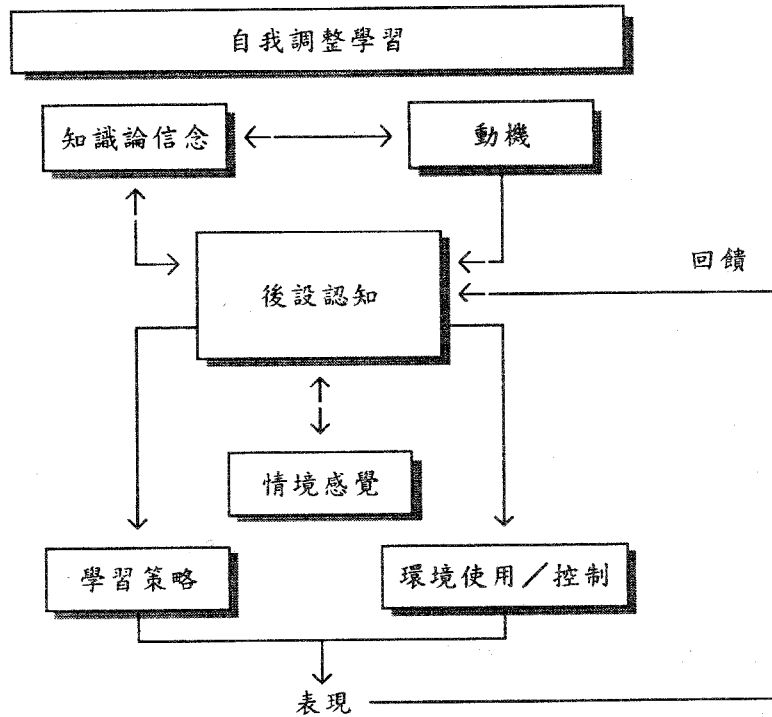 自我調整學習
知識論信念
動機
回饋
後設認知
情境感覺
學習策略
環境使用／控制
表現